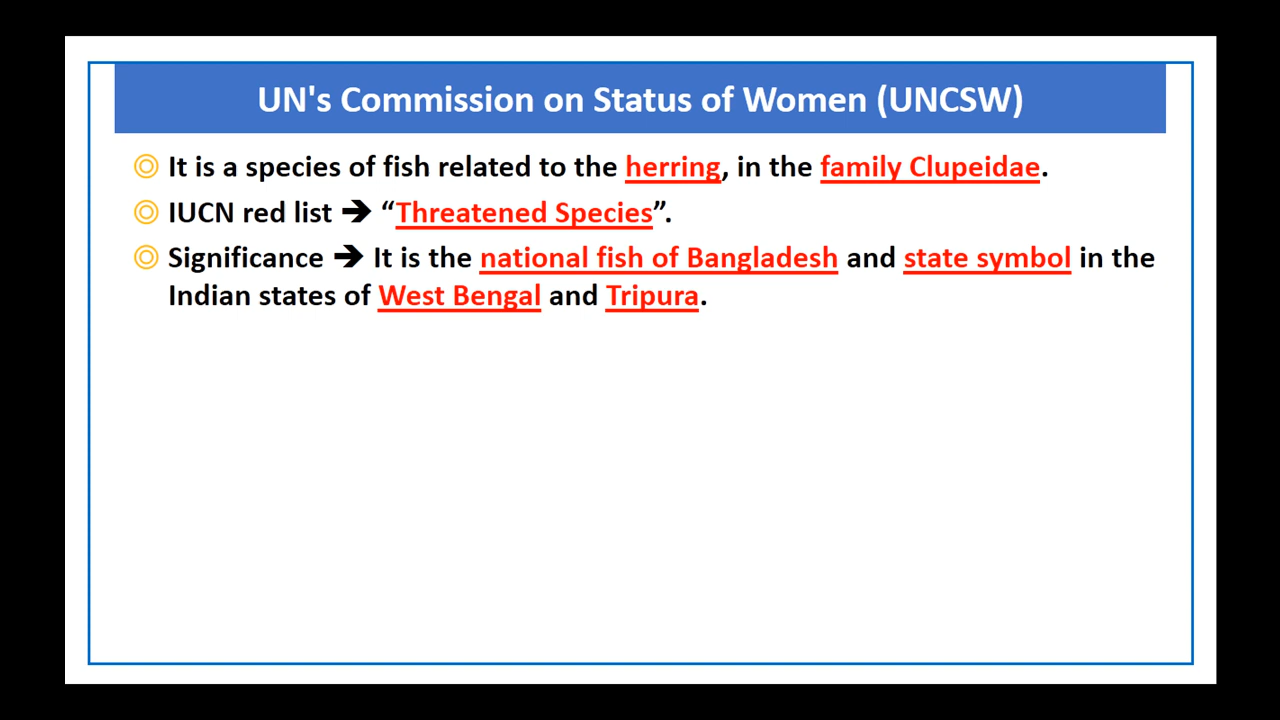 UN's Commission on Status of Women (UNCSW)
It is a species of fish related to the herring, in the family Clupeidae.
IUCN red list ➔ “Threatened Species”.
Significance ➔ It is the national fish of Bangladesh and state symbol in the
Indian states of West Bengal and Tripura.